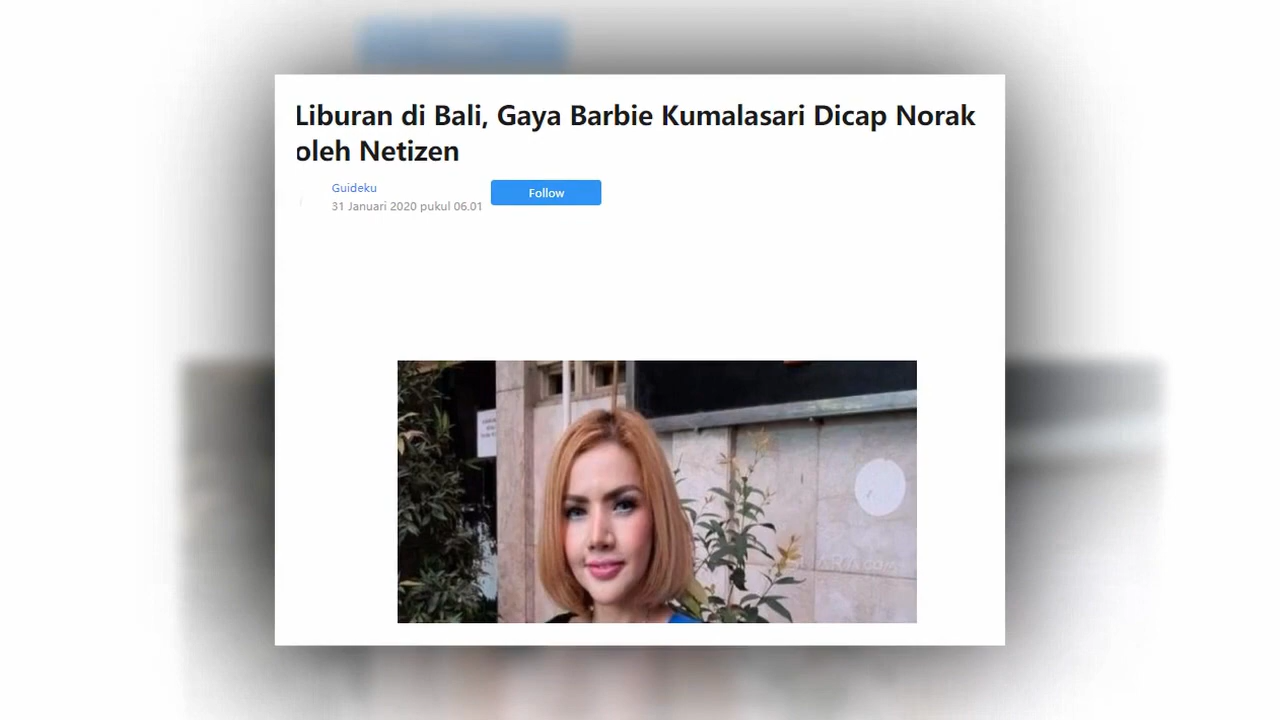 Liburan di Bali, Gaya Barbie Kumalasari Dicap Norak
oleh Netizen
Guideku
31 Januari 2020 pukul 06.01
Follow